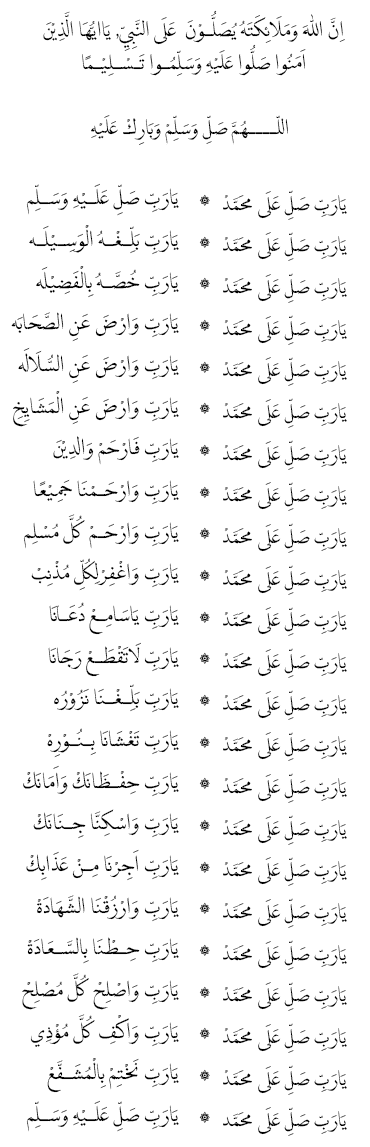 اِنَّ اللهَ وَمَلَائِكَتَهُ يُصَلُّوْنَ عَلَى النَّبِيِّ، يَااَيُّهَا الَّذِيْنَ
اَمَنُوا صَلُّوا عَلَيْهِ وَسَلِّمُوا تَسْلِيْمًا
اللّٰهُمَّ صَلِّ وَسَلِّمْ وَبَارِكْ عَلَيْهِ
يَارَبِّ صَلِّ عَلَى مُحَمَّدْ ۞ يَارَبِّ صَلِّ عَلَيْهِ وَسَلِّم
يَارَبِّ صَلِّ عَلَى مُحَمَّدْ ۞ يَارَبِّ بَلِّغْهُ الْوَسِيْلَه
يَارَبِّ صَلِّ عَلَى مُحَمَّدْ ۞ يَارَبِّ خُصَّهُ بِالْفَضِيْلَه
يَارَبِّ صَلِّ عَلَى مُحَمَّدْ ۞ يَارَبِّ وَارْضَ عَنِ الصَّحَابَه
يَارَبِّ صَلِّ عَلَى مُحَمَّدْ ۞ يَارَبِّ وَارْضَ عَنِ السُّلَالَه
يَارَبِّ صَلِّ عَلَى مُحَمَّدْ ۞ يَارَبِّ وَارْضَ عَنِ الْمَشَايِخِ
يَارَبِّ صَلِّ عَلَى مُحَمَّدْ ۞ يَارَبِّ فَارْحَمْ وَالِدِيْنَ
يَارَبِّ صَلِّ عَلَى مُحَمَّدْ ۞ يَارَبِّ وَارْحَمْنَا جَمِيْعًا
يَارَبِّ صَلِّ عَلَى مُحَمَّدْ ۞ يَارَبِّ وَارْحَمْ كُلَّ مُسْلِم
يَارَبِّ صَلِّ عَلَى مُحَمَّدْ ۞ يَارَبِّ وَاغْفِرْلِكُلِّ مُذْنِبْ
يَارَبِّ صَلِّ عَلَى مُحَمَّدْ ۞ يَارَبِّ يَاسَامِعْ دُعَانَا
يَارَبِّ صَلِّ عَلَى مُحَمَّدْ ۞ يَارَبِّ لَاتَقْطَعْ رَجَانَا
يَارَبِّ صَلِّ عَلَى مُحَمَّدْ ۞ يَارَبِّ بَلِّغْنَا نَزُوْرُه
يَارَبِّ صَلِّ عَلَى مُحَمَّدْ ۞ يَارَبِّ تَغْشَانَا بِنُوْرِهْ
يَارَبِّ صَلِّ عَلَى مُحَمَّدْ ۞ يَارَبِّ حِفْظَانَكْ وَاَمَانَكْ
يَارَبِّ صَلِّ عَلَى مُحَمَّدْ ۞ يَارَبِّ وَاسْكِنَّا جِنَانَكْ
يَارَبِّ صَلِّ عَلَى مُحَمَّدْ ۞ يَارَبِّ اَجِرْنَا مِنْ عَذَابِكْ
يَارَبِّ صَلِّ عَلَى مُحَمَّدْ ۞ يَارَبِّ وَارْزُقْنَا الشَّهَادَةْ
يَارَبِّ صَلِّ عَلَى مُحَمَّدْ ۞ يَارَبِّ حِطْنَا بِالسَّعَادَةْ
يَارَبِّ صَلِّ عَلَى مُحَمَّدْ ۞ يَارَبِّ وَاصْلِحْ كُلَّ مُصْلِحْ
يَارَبِّ صَلِّ عَلَى مُحَمَّدْ ۞ يَارَبِّ وَاكْفِ كُلَّ مُؤْذِي
يَارَبِّ صَلِّ عَلَى مُحَمَّدْ ۞ يَارَبِّ نَخْتِمْ بِالْمُشَفَّعْ
يَارَبِّ صَلِّ عَلَى مُحَمَّد ۞ يَارَبِّ صَلِّ عَلَيْهِ وَسَلِّم